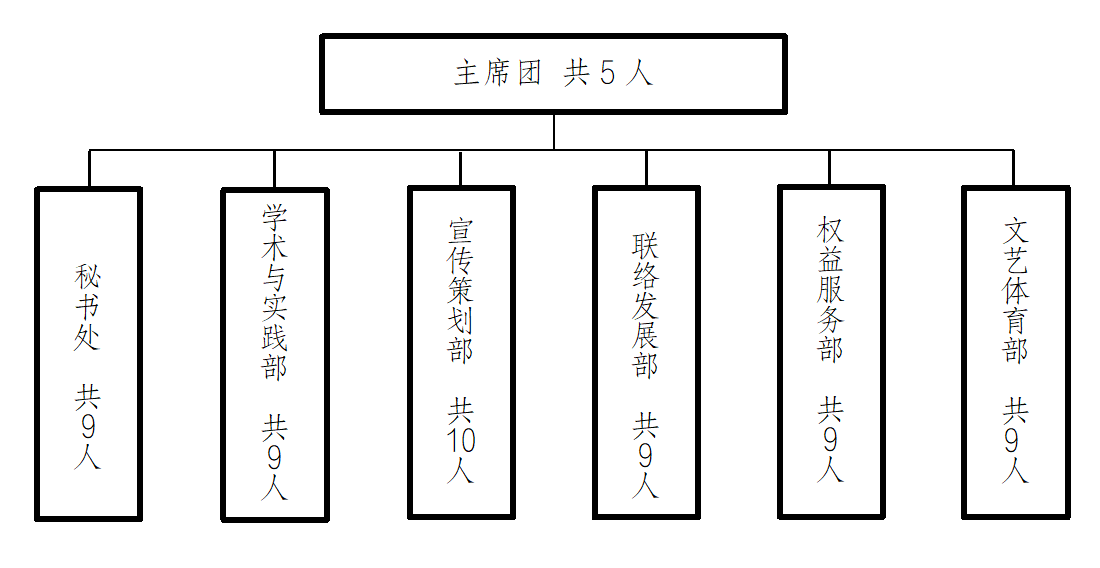 主席团 共5人
秘书处 共9人
学术与实践部 共9人
宣传策划部 共10人
联络发展部 共9人
权益服务部 共9人
文艺体育部 共9人